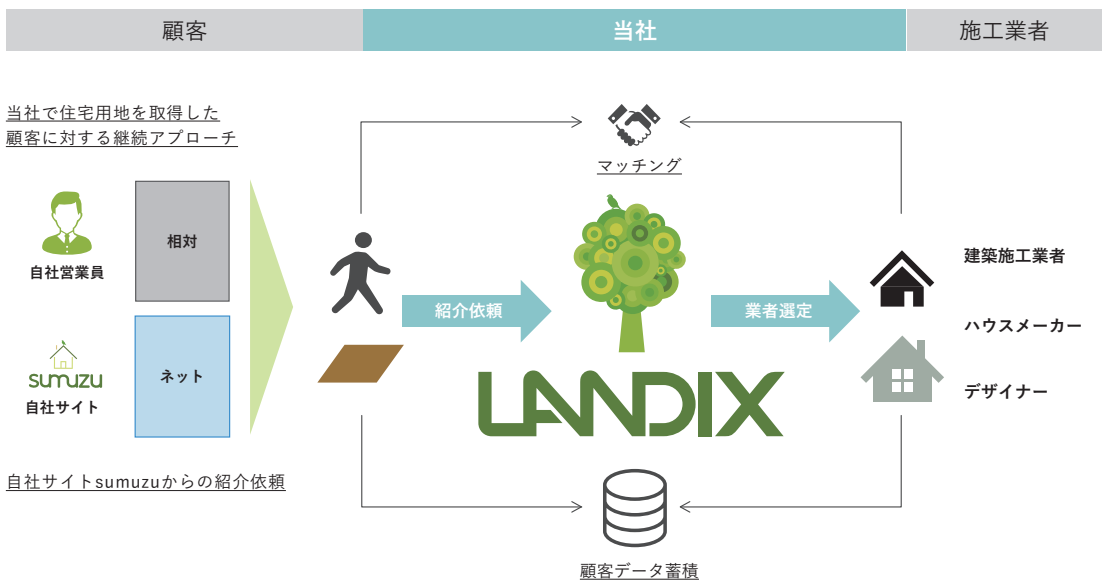 顧客
当社
施工業者
当社で住宅用地を取得した
顧客に対する継続アプローチ
自社営業員
相対
sumuzu
自社サイト
ネット
自社サイトsumuzuからの紹介依頼
マッチング
紹介依頼
業者選定
LANDIX
顧客データ蓄積
建築施工業者
ハウスメーカー
デザイナー